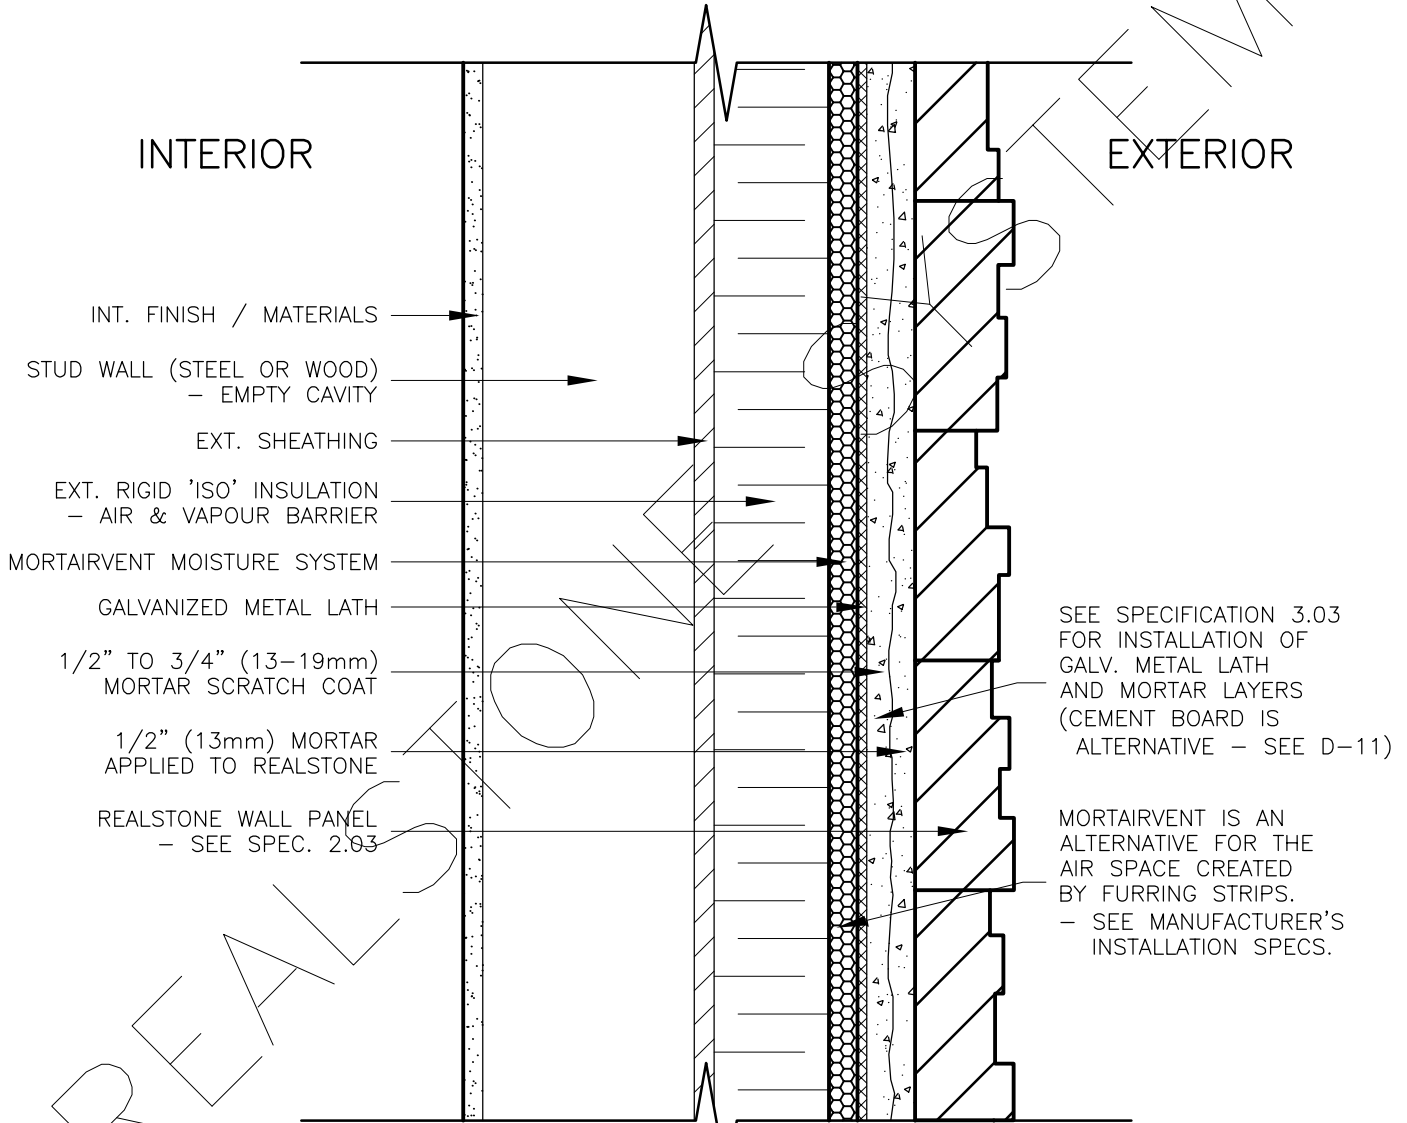 INTERIOR
EXTERIOR
INT. FINISH / MATERIALS
STUD WALL (STEEL OR WOOD)
– EMPTY CAVITY
EXT. SHEATHING
EXT. RIGID 'ISO' INSULATION
– AIR & VAPOUR BARRIER
MORTAIRVENT MOISTURE SYSTEM
GALVANIZED METAL LATH
1/2" TO 3/4" (13–19mm)
MORTAR SCRATCH COAT
1/2" (13mm) MORTAR
APPLIED TO REALSTONE
REALSTONE WALL PANEL
– SEE SPEC. 2.03
SEE SPECIFICATION 3.03
FOR INSTALLATION OF
GALV. METAL LATH
AND MORTAR LAYERS
(CEMENT BOARD IS
ALTERNATIVE – SEE D–11)
MORTAIRVENT IS AN
ALTERNATIVE FOR THE
AIR SPACE CREATED
BY FURRING STRIPS.
– SEE MANUFACTURER'S
INSTALLATION SPECS.
REALSTONE SYSTEM